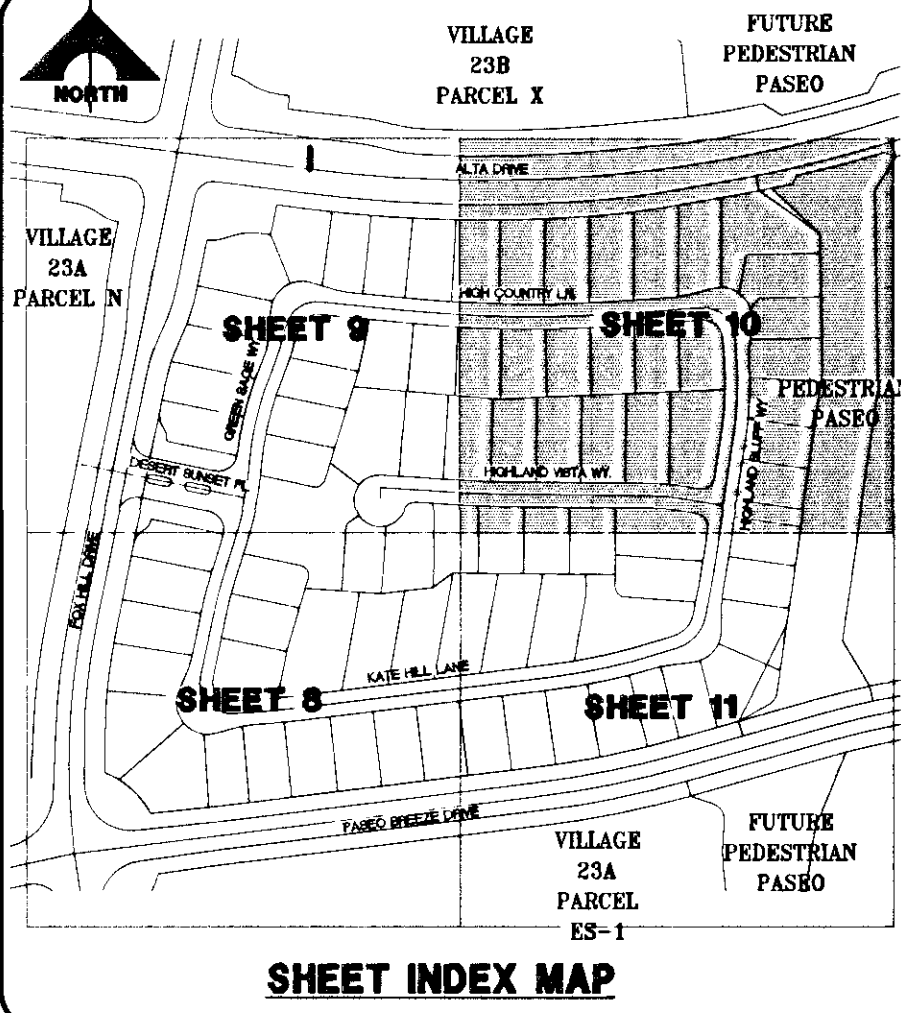 NORTH
VILLAGE
23B
PARCEL X
FUTURE
PEDESTRIAN
PASEO
ALTA DRIVE
VILLAGE
23A
PARCEL N
HIGH COUNTRY LN.
SHEET 9
SHEET 10
GREEN SAGE WY.
PEDESTRIA
PASEO
HIGHLAND BLUFF WY.
DESERT SUNSET PL.
HIGHLAND VISTA WY.
FOX HILL DRIVE
KATE HILL LANE
SHEET 8
SHEET 11
PASEO BREEZE DRIVE
VILLAGE
23A
PARCEL
ES-1
FUTURE
PEDESTRIAN
PASEO
SHEET INDEX MAP